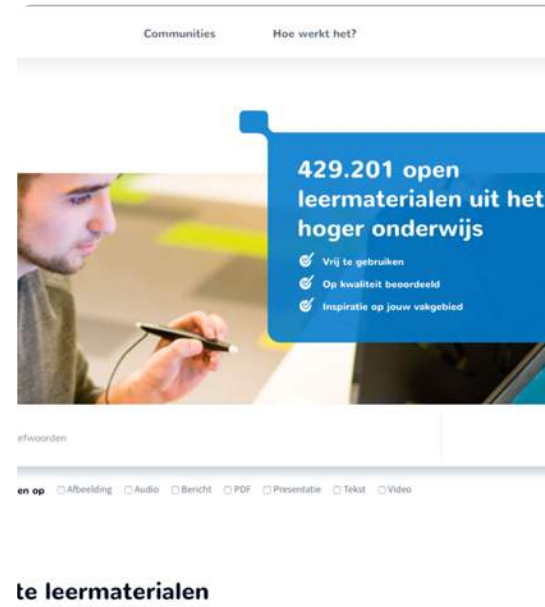 Communities Hoe werkt het?
429.201 open
leermaterialen uit het
hoger onderwijs
Vrij te gebruiken
Op kwaliteit beoordeeld
Inspiratie op jouw vakgebied
efwoorden
en op Afbeelding Audio Bericht PDF Presentatie Tekst Video
te leermaterialen